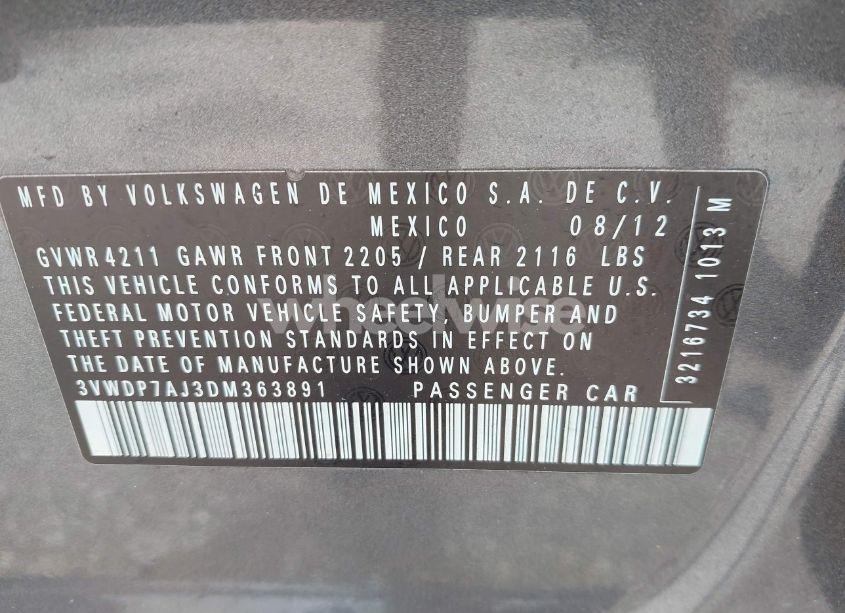 MFD BY VOLKSWAGEN DE MEXICO S.A. DE C.V.
MEXICO 08/12
GVWR 4211 GAWR FRONT 2205 / REAR 2116 LBS
THIS VEHICLE CONFORMS TO ALL APPLICABLE U.S.
FEDERAL MOTOR VEHICLE SAFETY, BUMPER AND
THEFT PREVENTION STANDARDS IN EFFECT ON
THE DATE OF MANUFACTURE SHOWN ABOVE.
3VWDP7AJ3DM363891 PASSENGER CAR
3216734 1013 M
wheelwise